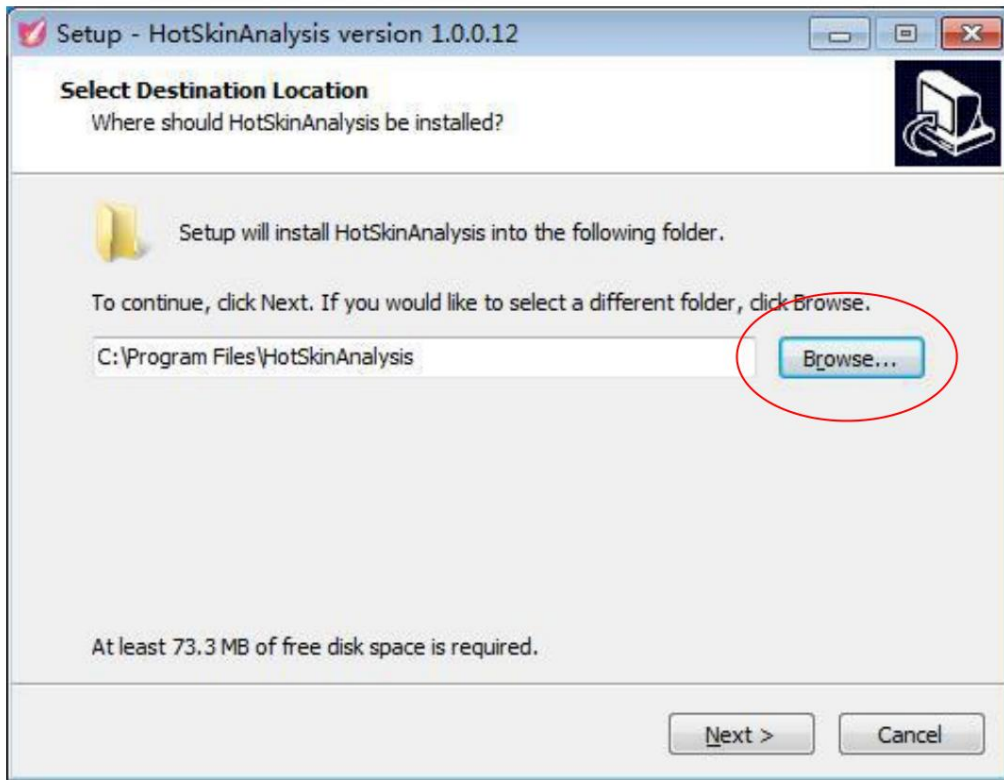 Setup - HotSkinAnalysis version 1.0.0.12
Select Destination Location
Where should HotSkinAnalysis be installed?
Setup will install HotSkinAnalysis into the following folder.
To continue, click Next. If you would like to select a different folder, click Browse.
C:\Program Files\HotSkinAnalysis
Browse...
At least 73.3 MB of free disk space is required.
Next >
Cancel